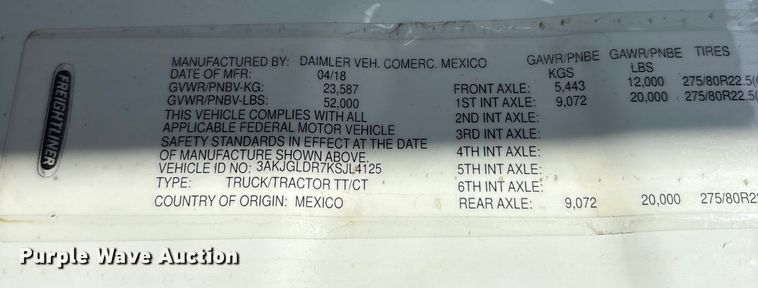 FREIGHTLINER
MANUFACTURED BY: DAIMLER VEH. COMERC. MEXICO
DATE OF MFR: 04/18
GVWR/PNBV-KG: 23,587
GVWR/PNBV-LBS: 52,000
THIS VEHICLE COMPLIES WITH ALL
APPLICABLE FEDERAL MOTOR VEHICLE
SAFETY STANDARDS IN EFFECT AT THE DATE
OF MANUFACTURE SHOWN ABOVE.
VEHICLE ID NO: 3AKJGLDR7KSJL4125
TYPE: TRUCK/TRACTOR TT/CT
COUNTRY OF ORIGIN: MEXICO
GAWR/PNBE GAWR/PNBE TIRES
KGS LBS
FRONT AXLE: 5,443 12,000 275/80R22.5(
1ST INT AXLE: 9,072 20,000 275/80R22.5(
2ND INT AXLE:
3RD INT AXLE:
4TH INT AXLE:
5TH INT AXLE:
6TH INT AXLE:
REAR AXLE: 9,072 20,000 275/80R22
Purple Wave Auction